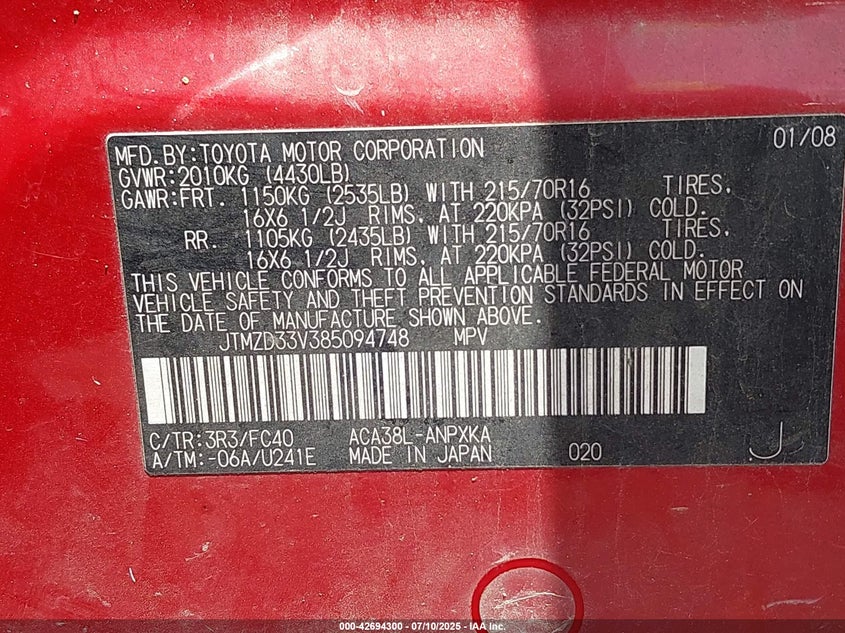 MFD.BY:TOYOTA MOTOR CORPORATION 01/08
GVWR:2010KG (4430LB)
GAWR:FRT. 1150KG (2535LB) WITH 215/70R16 TIRES.
16X6 1/2J RIMS. AT 220KPA (32PSI) COLD.
RR. 1105KG (2435LB) WITH 215/70R16 TIRES.
16X6 1/2J RIMS. AT 220KPA (32PSI) COLD.
THIS VEHICLE CONFORMS TO ALL APPLICABLE FEDERAL MOTOR
VEHICLE SAFETY AND THEFT PREVENTION STANDARDS IN EFFECT ON
THE DATE OF MANUFACTURE SHOWN ABOVE.
JTMZD33V385094748 MPV
C/TR:3R3/FC40 ACA38L-ANPXKA
A/TM:-06A/U241E MADE IN JAPAN 020 J
000-42694300 - 07/10/2025 - IAA Inc.